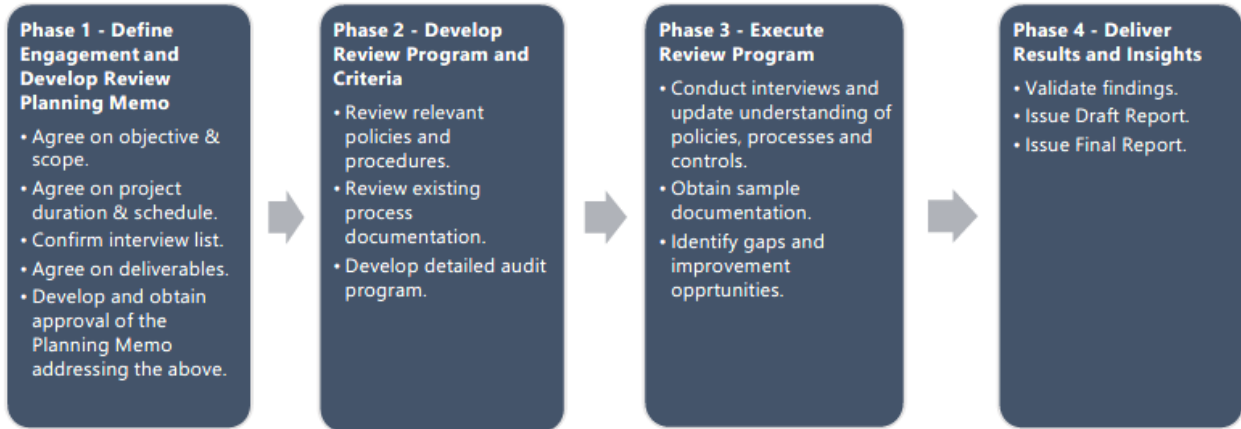 Phase 1 - Define
Engagement and
Develop Review
Planning Memo
• Agree on objective &
scope.
• Agree on project
duration & schedule.
• Confirm interview list.
• Agree on deliverables.
• Develop and obtain
approval of the
Planning Memo
addressing the above.
Phase 2 - Develop
Review Program and
Criteria
• Review relevant
policies and
procedures.
• Review existing
process
documentation.
• Develop detailed audit
program.
Phase 3 - Execute
Review Program
• Conduct interviews and
update understanding of
policies, processes and
controls.
• Obtain sample
documentation.
• Identify gaps and
improvement
opprtunities.
Phase 4 - Deliver
Results and Insights
• Validate findings.
• Issue Draft Report.
• Issue Final Report.